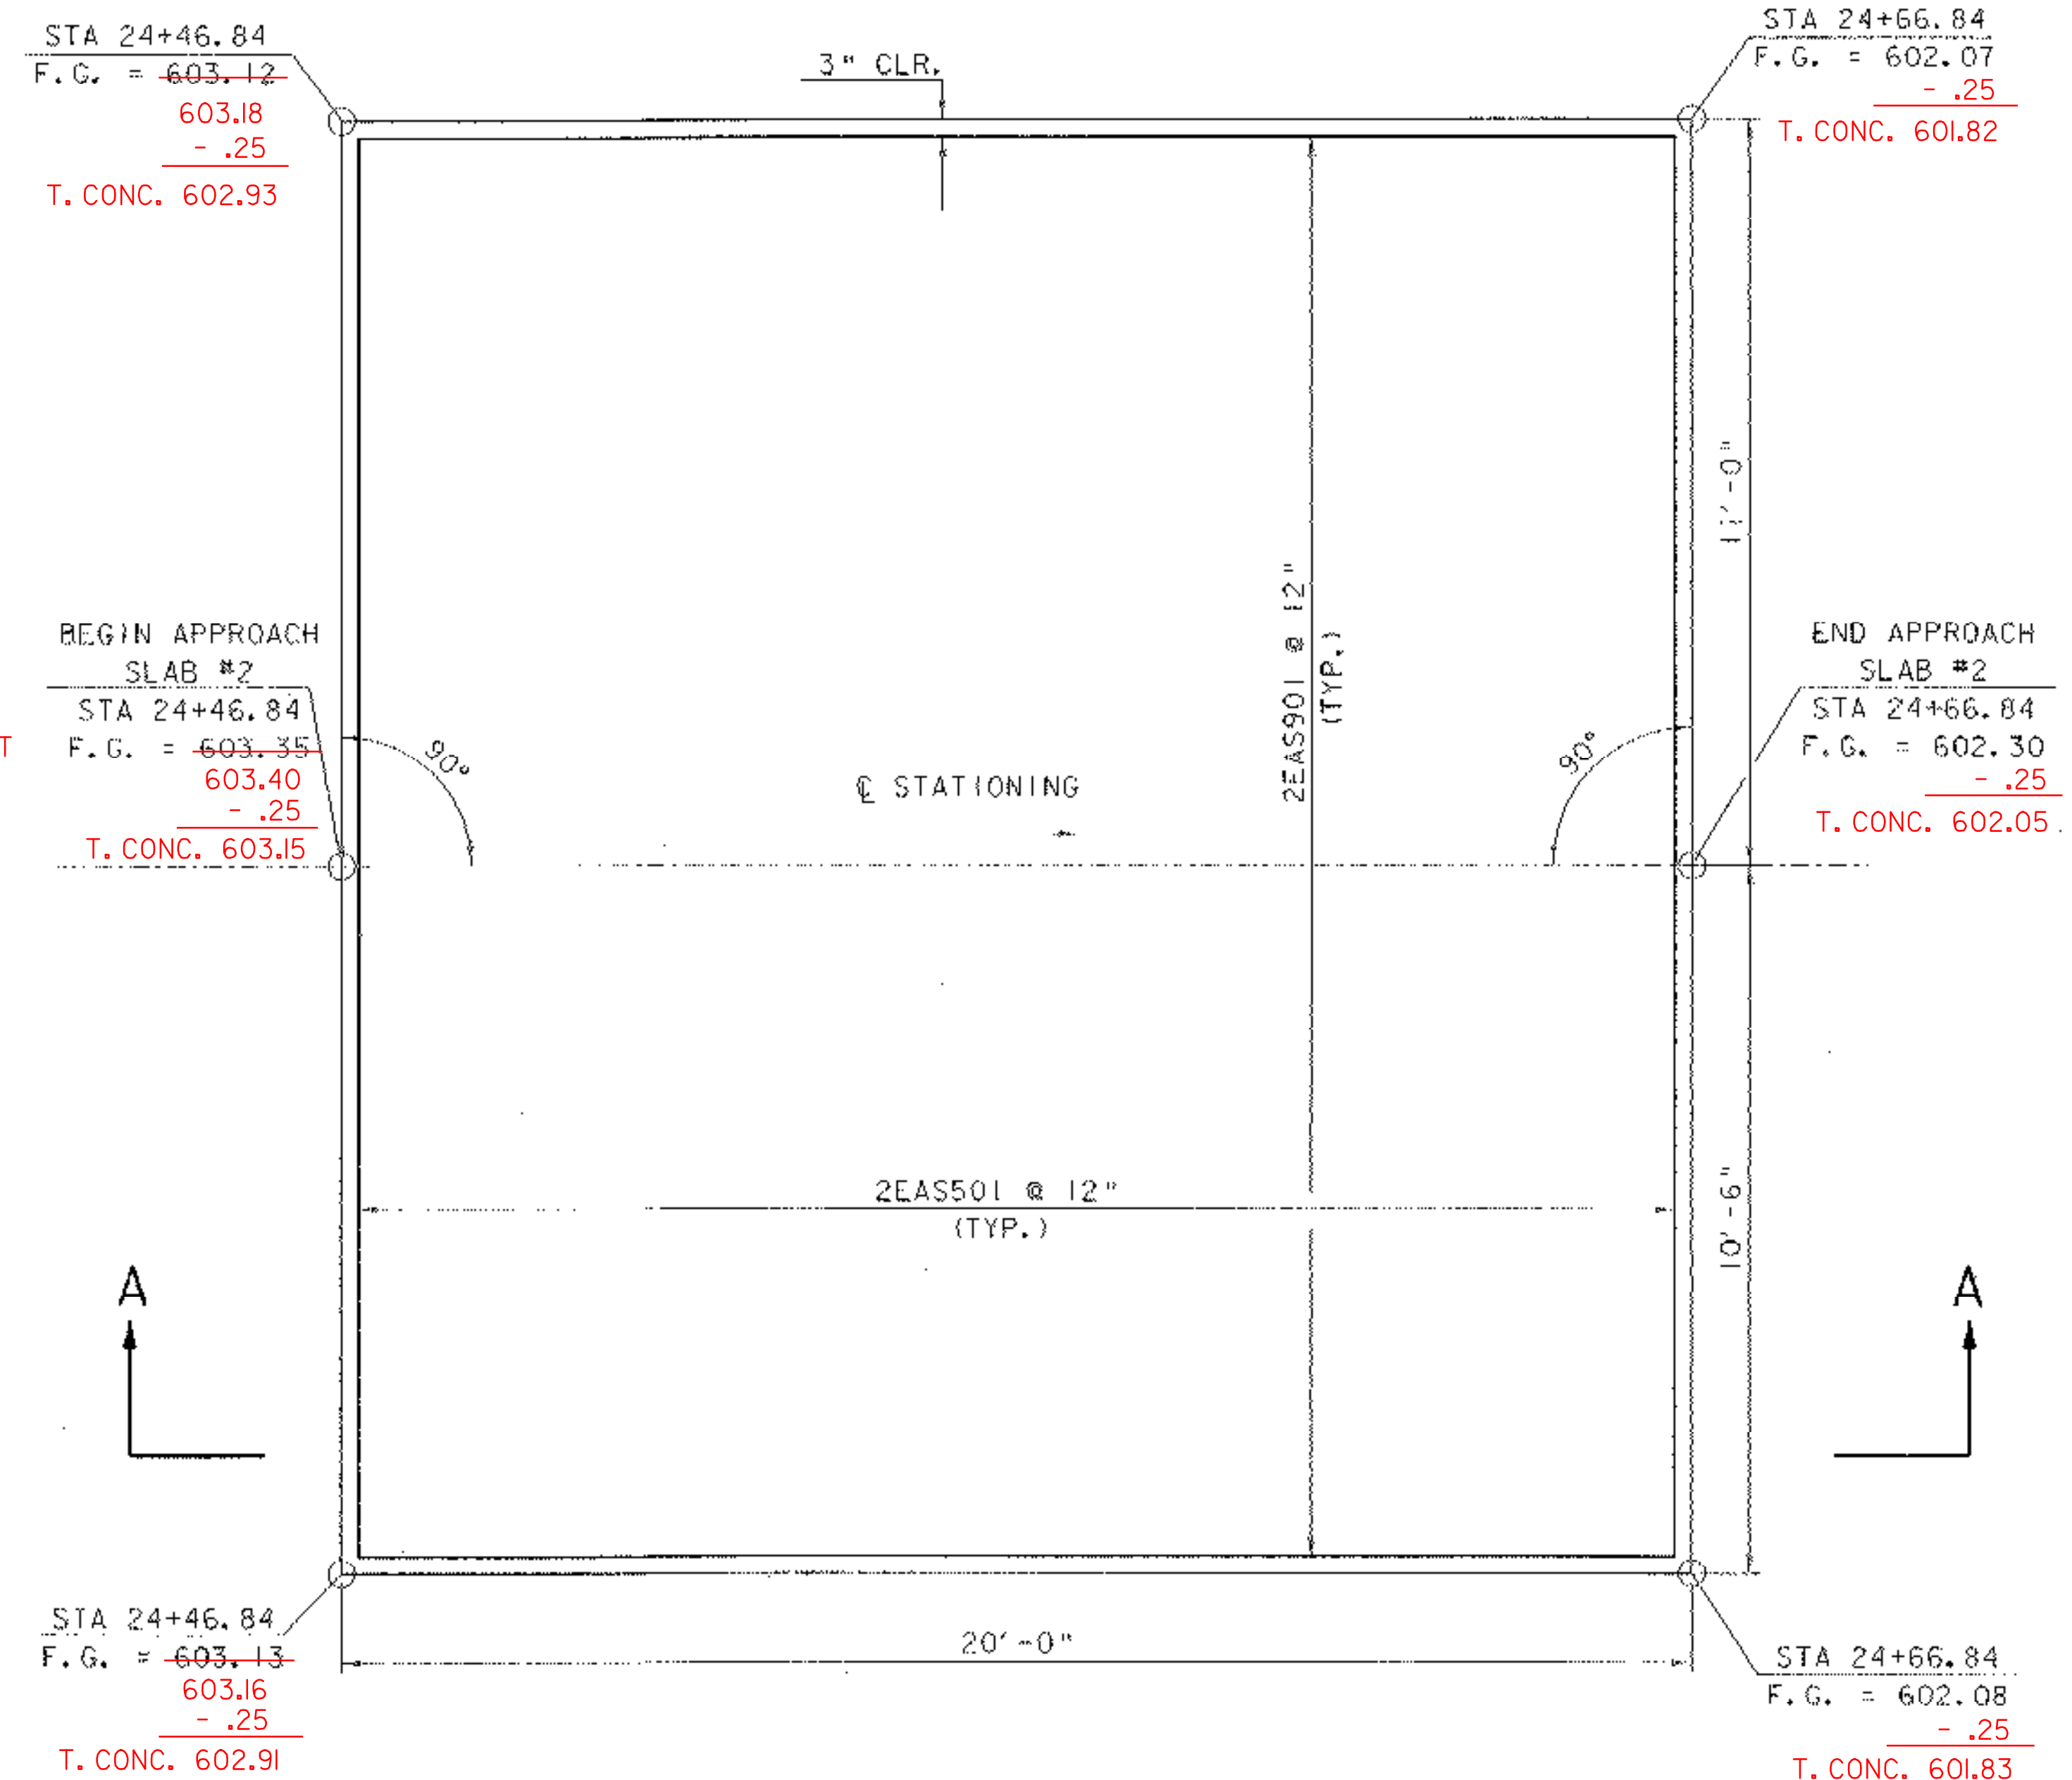 STA 24+46.84
F.G. = 603.12
603.18
- .25
T. CONC. 602.93
3" CLR.
STA 24+66.84
F.G. = 602.07
- .25
T. CONC. 601.82
11'-0"
2EAS901 @ 12"
(TYP.)
BEGIN APPROACH
SLAB #2
STA 24+46.84
T F.G. = 603.35
603.40
- .25
T. CONC. 603.15
90°
℄ STATIONING
90°
END APPROACH
SLAB #2
STA 24+66.84
F.G. = 602.30
- .25
T. CONC. 602.05
2EAS501 @ 12"
(TYP.)
10'-6"
A
A
STA 24+46.84
F.G. = 603.13
603.16
- .25
T. CONC. 602.91
20'-0"
STA 24+66.84
F.G. = 602.08
- .25
T. CONC. 601.83